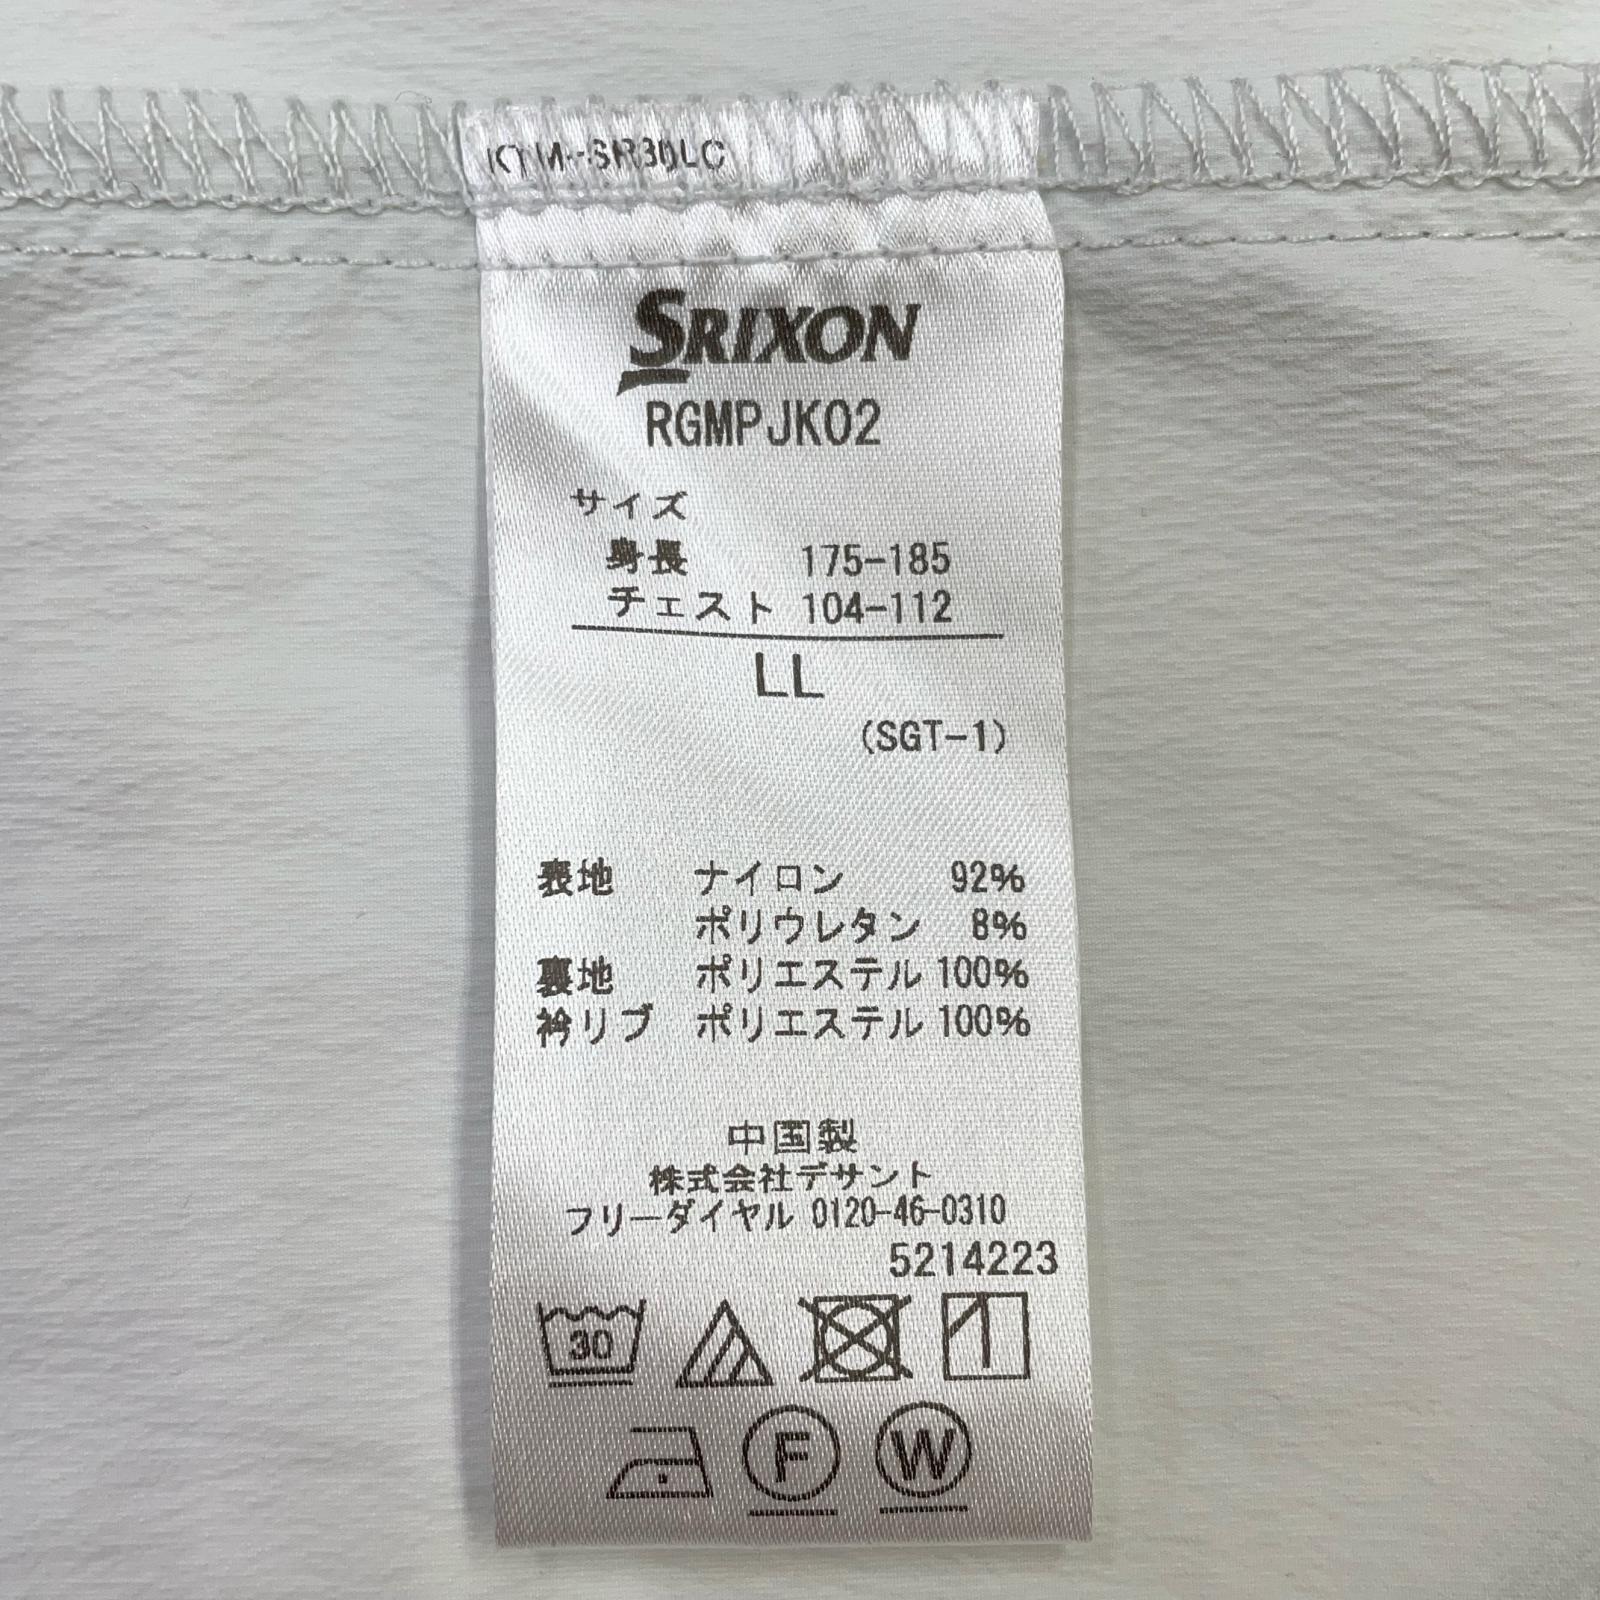 SRIXON
RGMPJK02
サイズ
身長 175-185
チェスト 104-112
LL
(SGT-1)
表地 ナイロン 92%
ポリウレタン 8%
裏地 ポリエステル 100%
衿リブ ポリエステル 100%
中国製
株式会社デサント
フリーダイヤル 0120-46-0310
5214223
30
F
W